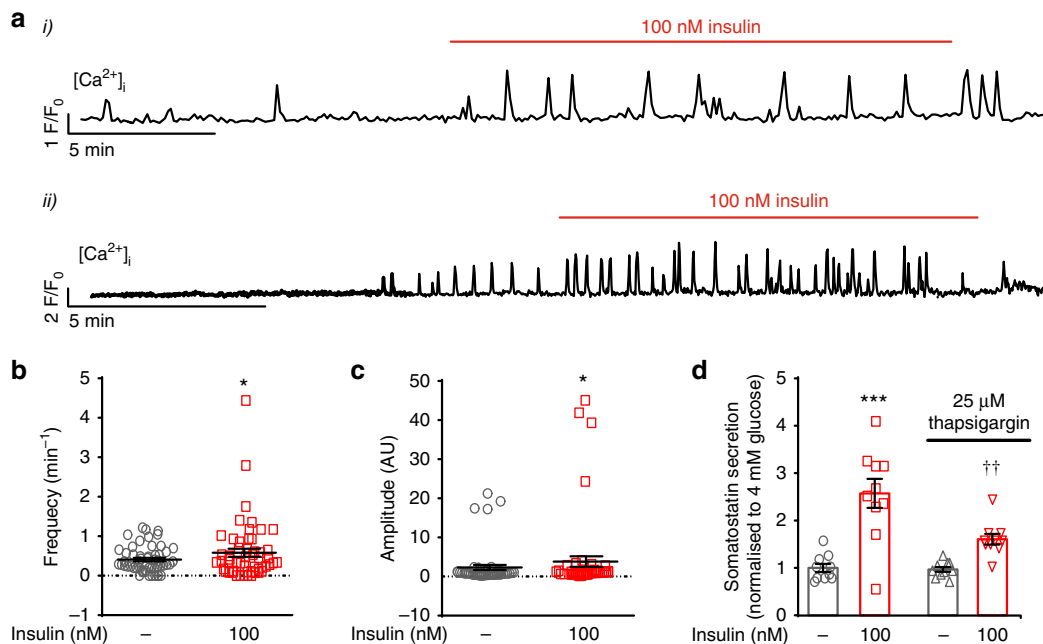 a
i)
100 nM insulin
[Ca²⁺]ᵢ
1 F/F₀
5 min
ii)
100 nM insulin
[Ca²⁺]ᵢ
2 F/F₀
5 min
b
Frequecy (min⁻¹)
5
4
3
2
1
0
–1
*
Insulin (nM) – 100
c
Amplitude (AU)
50
40
30
20
10
0
–10
*
Insulin (nM) – 100
d
Somatostatin secretion
(normalised to 4 mM glucose)
5
4
3
2
1
0
***
25 μM
thapsigargin
††
Insulin (nM) – 100 – 100